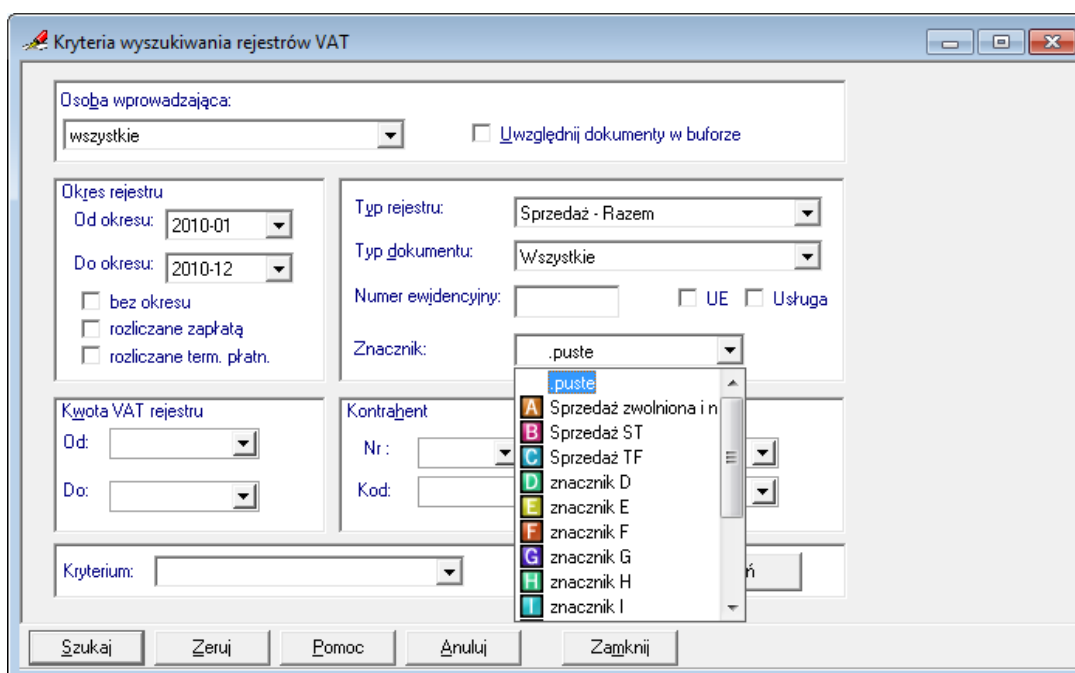 Kryteria wyszukiwania rejestrów VAT
Osoba wprowadzająca:
wszystkie
Uwzględnij dokumenty w buforze
Okres rejestru
Od okresu: 2010-01
Do okresu: 2010-12
bez okresu
rozliczane zapłatą
rozliczane term. płatn.
Typ rejestru: Sprzedaż - Razem
Typ dokumentu: Wszystkie
Numer ewidencyjny:
UE
Usługa
Znacznik: .puste
.puste
A Sprzedaż zwolniona i n
B Sprzedaż ST
C Sprzedaż TF
D znacznik D
E znacznik E
F znacznik F
G znacznik G
H znacznik H
I znacznik I
Kwota VAT rejestru
Od:
Do:
Kontrahent
Nr :
Kod:
Kryterium:
ń
Szukaj
Zeruj
Pomoc
Anuluj
Zamknij